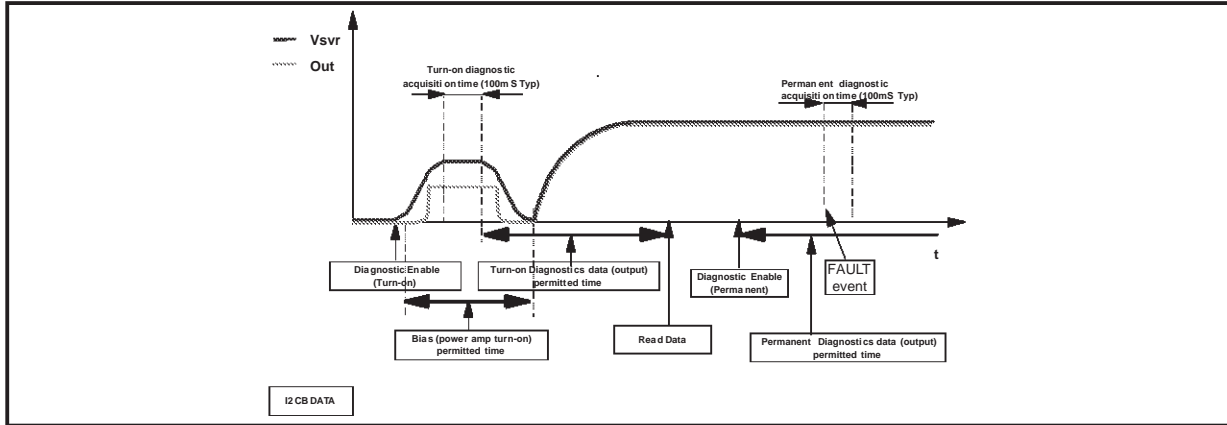 Vsvr
Out
Turn-on diagnostic
acquisition time (100mS Typ)
Permanent diagnostic
acquisition time (100mS Typ)
t
Diagnostic Enable
(Turn-on)
Turn-on Diagnostics data (output)
permitted time
Diagnostic Enable
(Permanent)
FAULT
event
Bias (power amp turn-on)
permitted time
Read Data
Permanent Diagnostics data (output)
permitted time
I2CB DATA